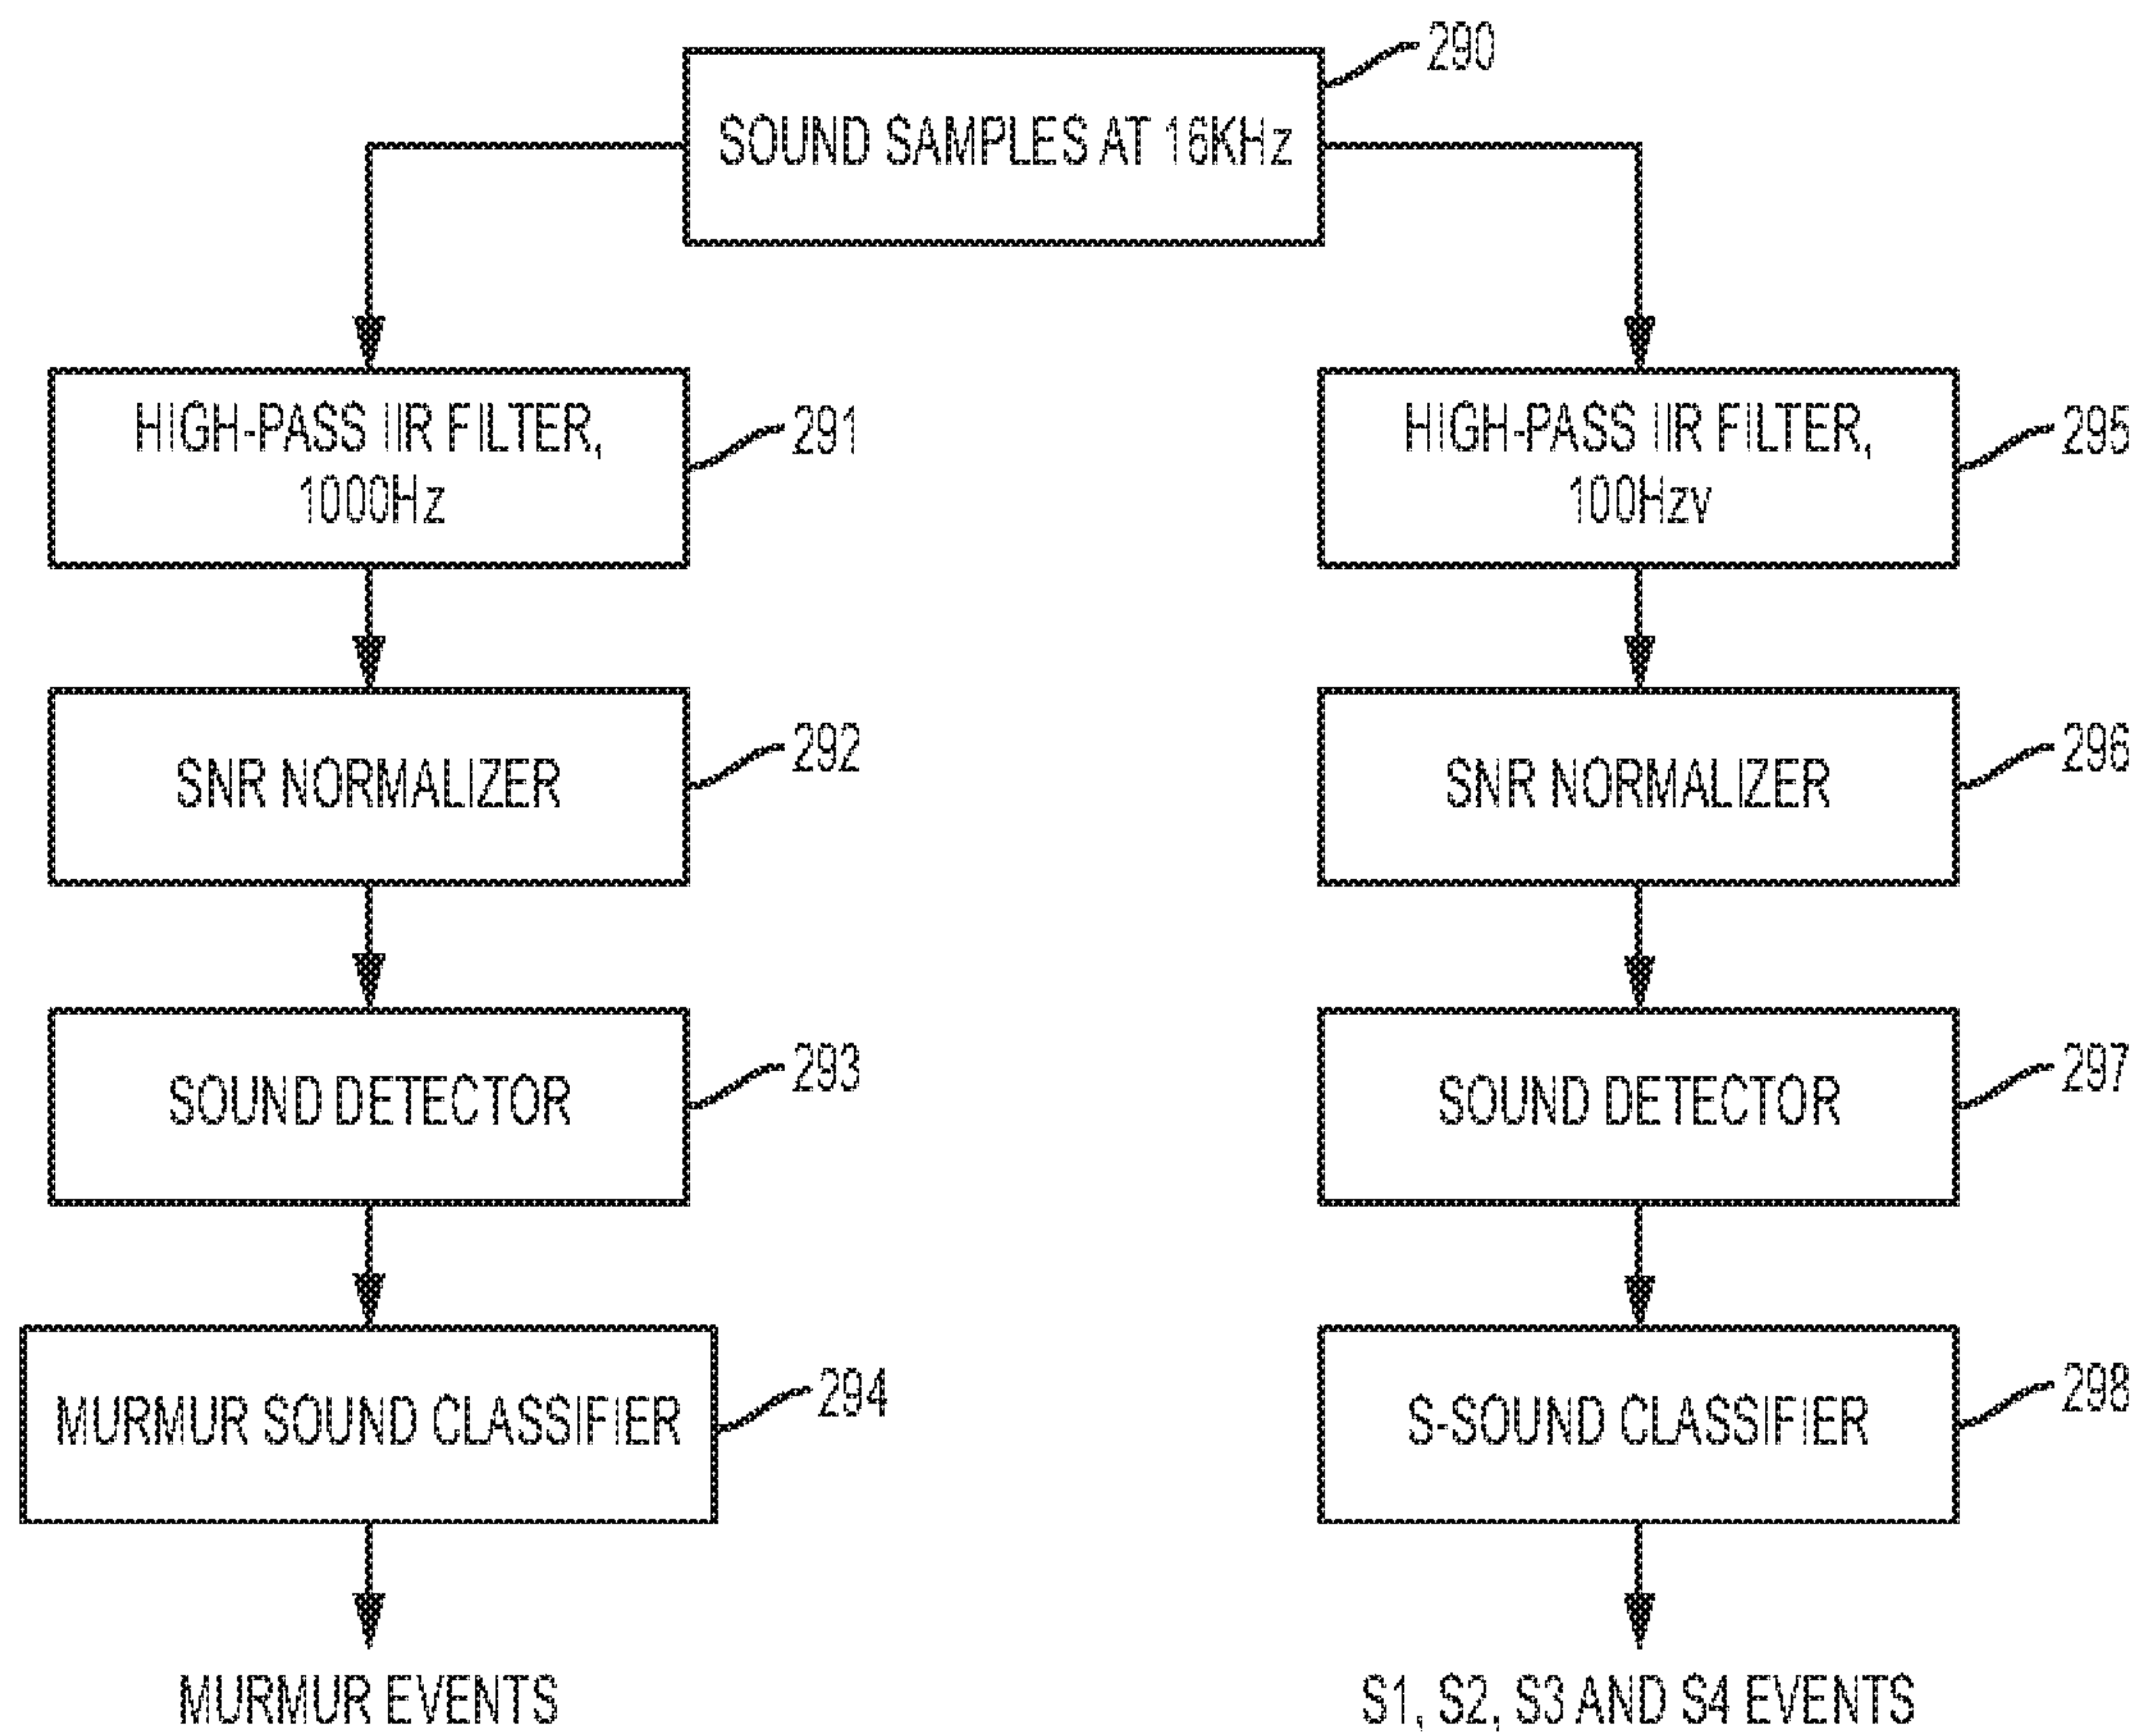 290
SOUND SAMPLES AT 16KHz
HIGH-PASS IIR FILTER,
1000Hz
291
HIGH-PASS IIR FILTER,
100Hzv
295
SNR NORMALIZER
292
SNR NORMALIZER
296
SOUND DETECTOR
293
SOUND DETECTOR
297
MURMUR SOUND CLASSIFIER
294
S-SOUND CLASSIFIER
298
MURMUR EVENTS
S1, S2, S3 AND S4 EVENTS